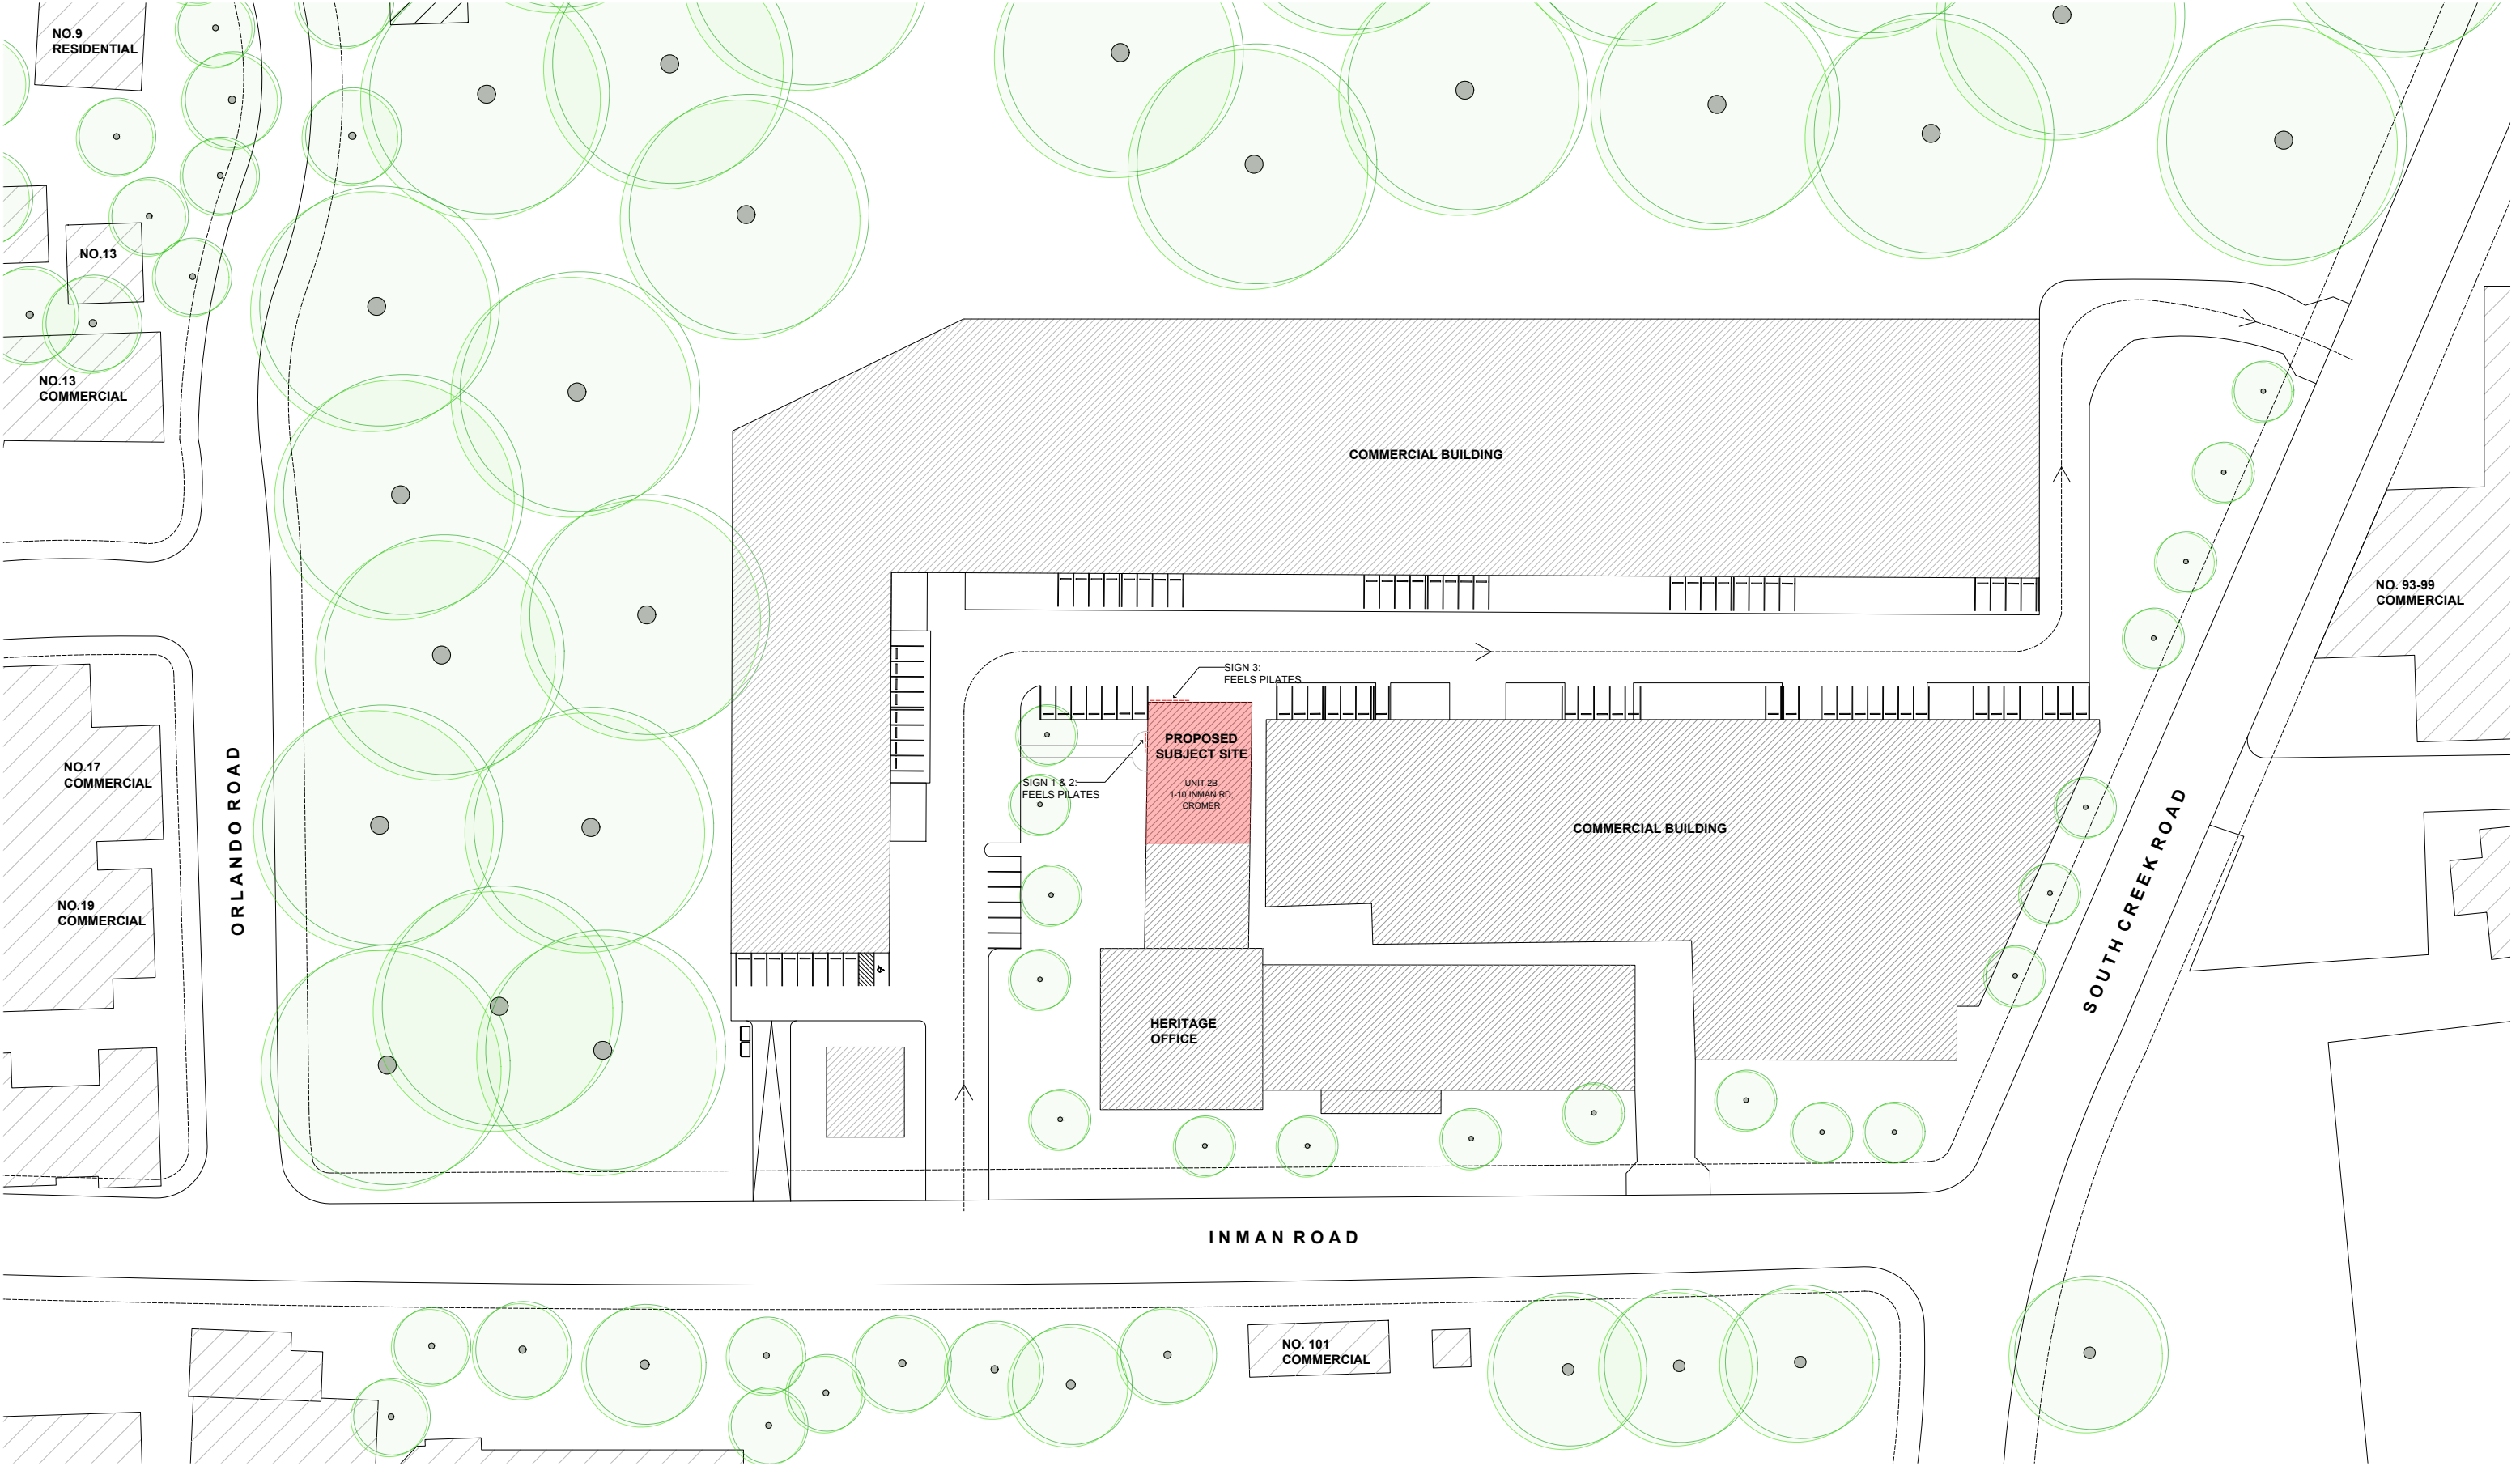 NO.9
RESIDENTIAL
NO.13
NO.13
COMMERCIAL
COMMERCIAL BUILDING
NO. 93-99
COMMERCIAL
SIGN 3:
FEELS PILATES
PROPOSED
SUBJECT SITE
UNIT 2B
1-10 INMAN RD,
CROMER
SIGN 1 & 2:
FEELS PILATES
NO.17
COMMERCIAL
ORLANDO ROAD
COMMERCIAL BUILDING
SOUTH CREEK ROAD
NO.19
COMMERCIAL
HERITAGE
OFFICE
INMAN ROAD
NO. 101
COMMERCIAL